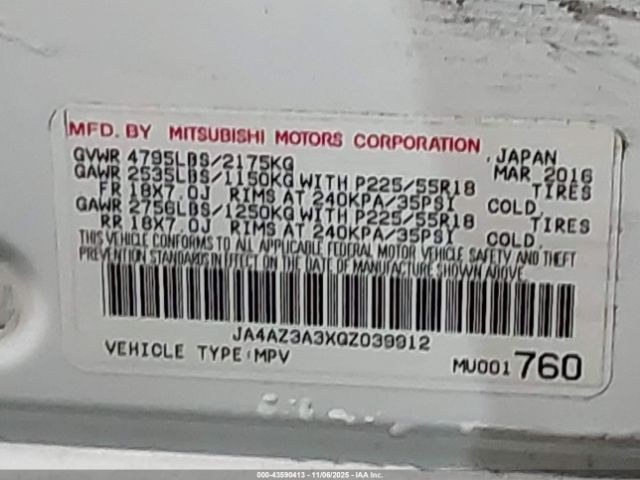 MFD. BY MITSUBISHI MOTORS CORPORATION, JAPAN
GVWR 4795LBS/2175KG MAR 2016
GAWR 2535LBS/1150KG WITH P225/55R18 TIRES
FR 18X7.0J RIMS AT 240KPA/35PSI COLD.
GAWR 2756LBS/1250KG WITH P225/55R18 TIRES
RR 18X7.0J RIMS AT 240KPA/35PSI COLD.
THIS VEHICLE CONFORMS TO ALL APPLICABLE FEDERAL MOTOR VEHICLE SAFETY AND THEFT
PREVENTION STANDARDS IN EFFECT ON THE DATE OF MANUFACTURE SHOWN ABOVE.
JA4AZ3A3XGZ039912
VEHICLE TYPE:MPV MU001760
000-43590413 - 11/06/2025 - IAA Inc. Copyright